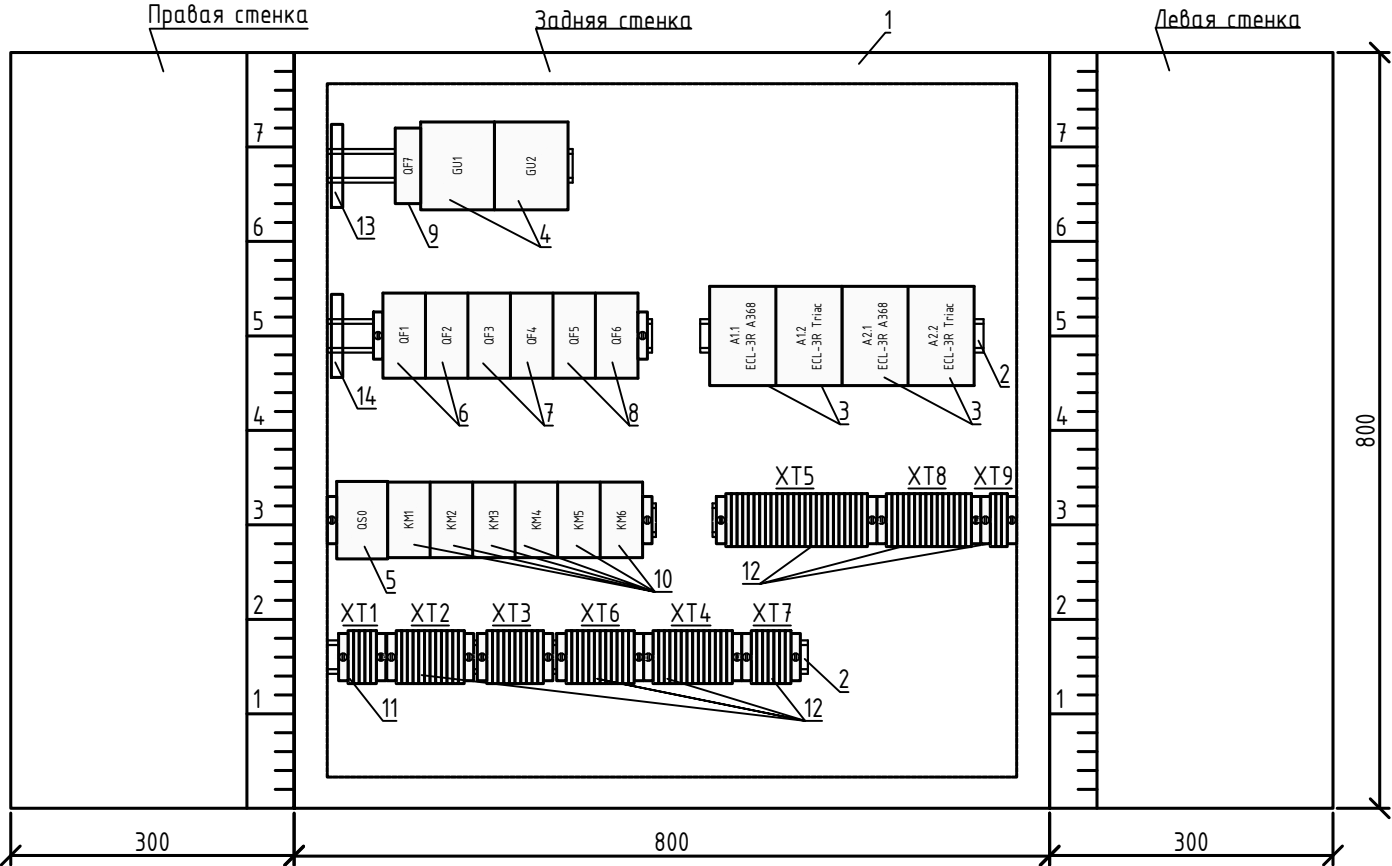 Правая стенка
Задняя стенка
1
Левая стенка
7
7
QF7
GU1
GU2
13
9
4
6
6
5
5
QF1
QF2
QF3
QF4
QF5
QF6
A1.1
ECL-3R A368
A1.2
ECL-3R Triac
A2.1
ECL-3R A368
A2.2
ECL-3R Triac
2
14
6
7
8
3
3
4
4
800
XT5
XT8
XT9
3
3
QS0
KM1
KM2
KM3
KM4
KM5
KM6
5
10
12
2
2
XT1
XT2
XT3
XT6
XT4
XT7
2
11
12
1
1
300
800
300